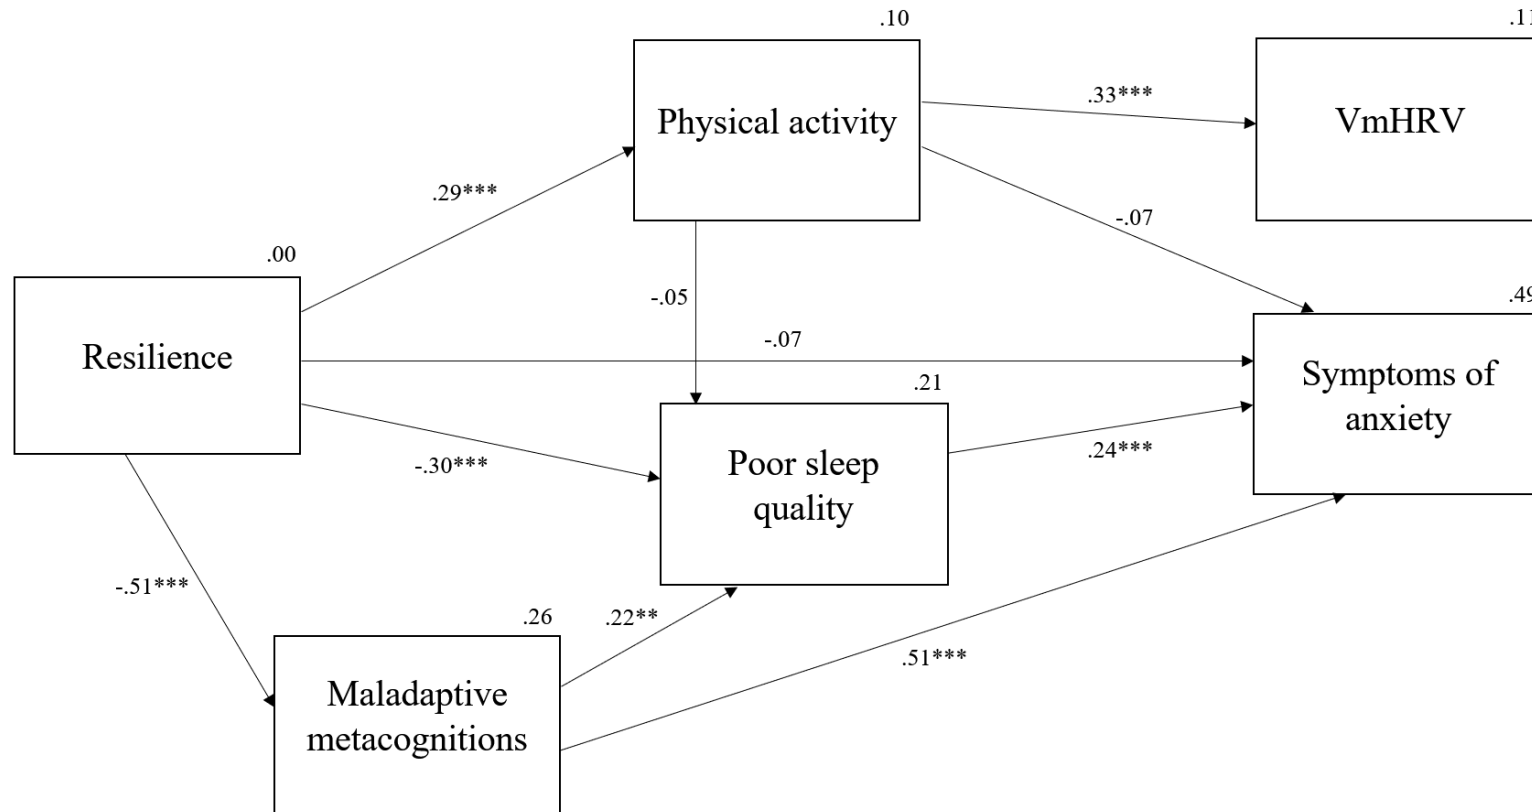 .10
.11
Physical activity
.33***
VmHRV
.29***
-.07
.00
-.05
.49
Resilience
-.07
Symptoms of
anxiety
.21
-.30***
Poor sleep
quality
.24***
-.51***
.26
.22**
.51***
Maladaptive
metacognitions